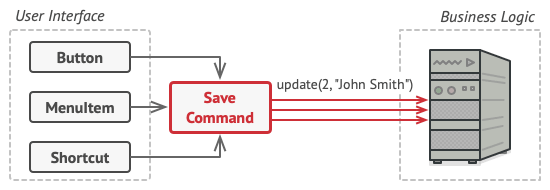 User Interface
Business Logic
Button
MenuItem
Shortcut
Save
Command
update(2, "John Smith")